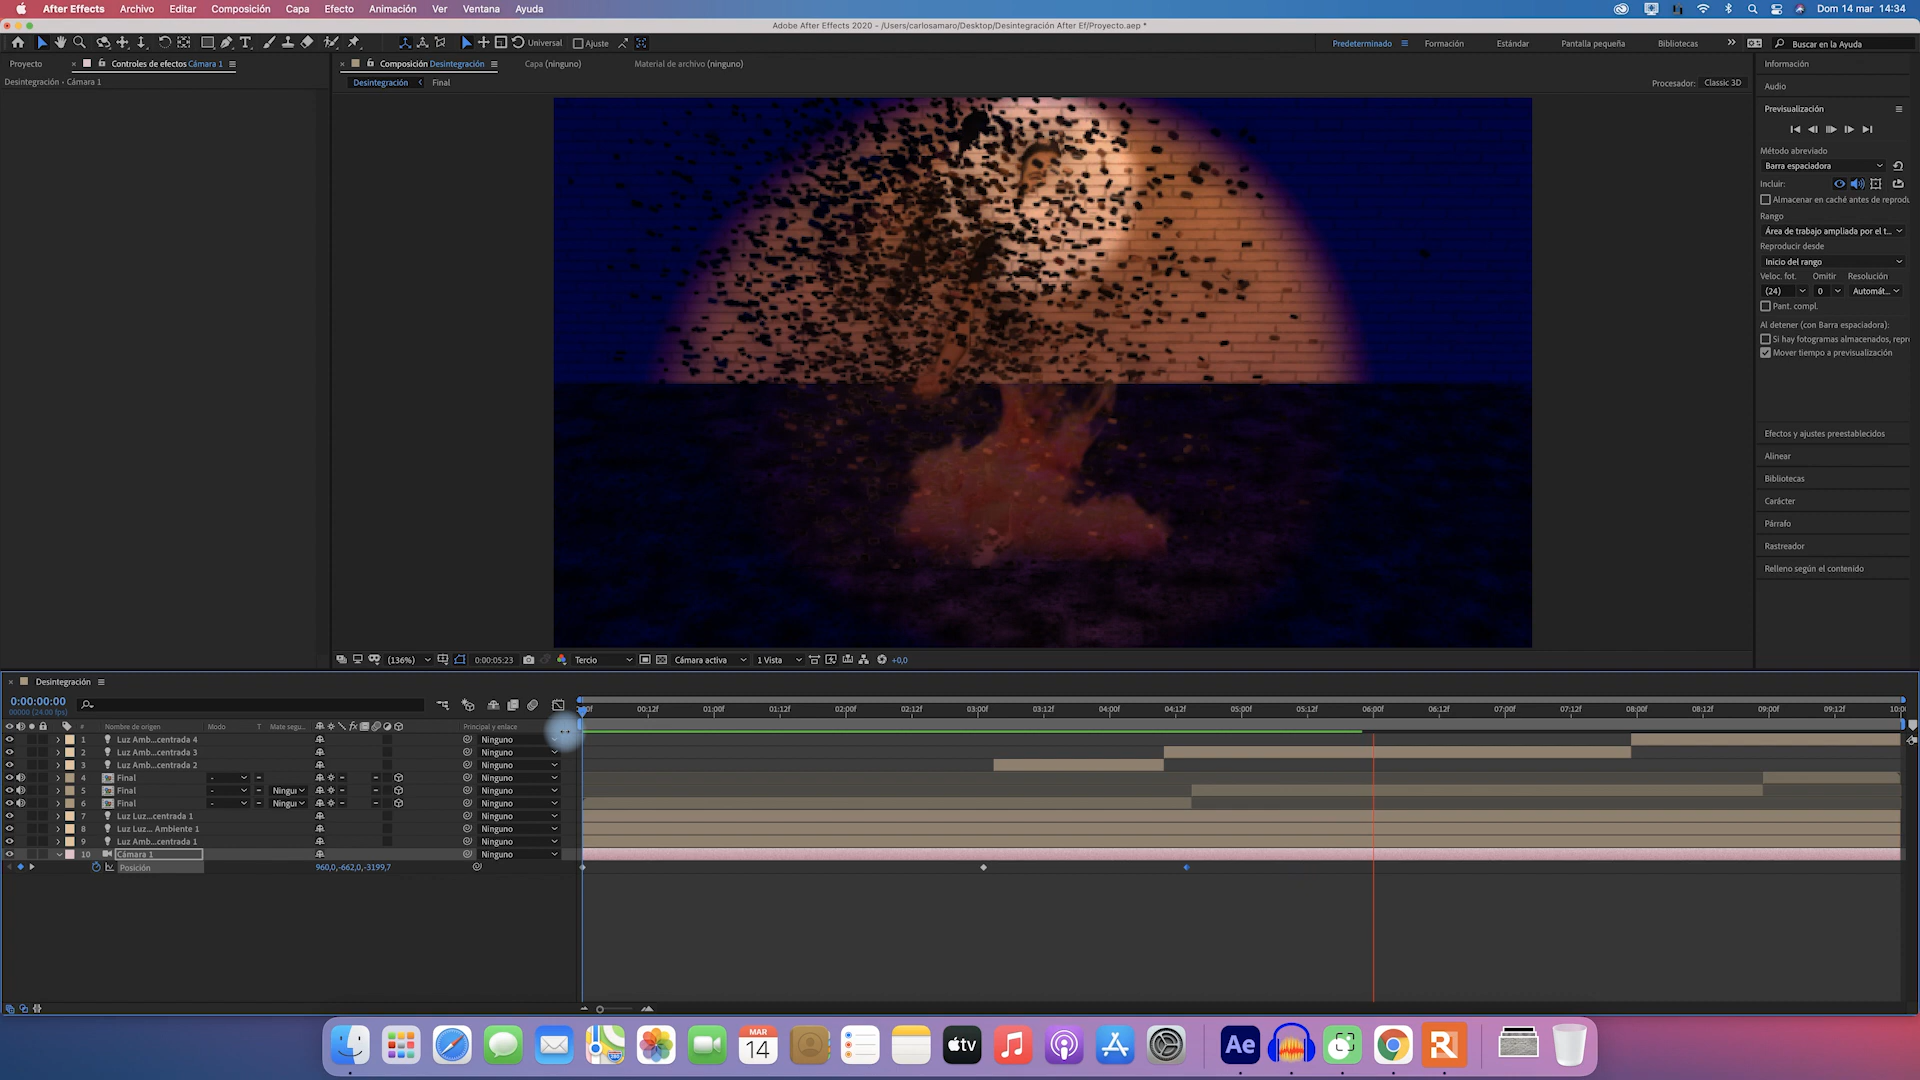 After Effects Archivo Editar Composición Capa Efecto Animación Ver Ventana Ayuda Dom 14 mar 14:34
Adobe After Effects 2020 - /Users/carlosamaro/Desktop/Desintegración After Ef/Proyecto.aep *
Universal Ajuste Predeterminado Formación Estándar Pantalla pequeña Bibliotecas Buscar en la Ayuda
Proyecto Controles de efectos Cámara 1 Composición Desintegración Capa (ninguno) Material de archivo (ninguno) Información
Desintegración • Cámara 1 Desintegración Final Procesador: Classic 3D
Audio
Previsualización
Método abreviado
Barra espaciadora
Incluir:
Almacenar en caché antes de reprodu
Rango
Área de trabajo ampliada por el t...
Reproducir desde
Inicio del rango
Veloc. fot. Omitir Resolución
(24) 0 Automát...
Pant. compl.
Al detener (con Barra espaciadora):
Si hay fotogramas almacenados, repr
Mover tiempo a previsualización
Efectos y ajustes preestablecidos
Alinear
Bibliotecas
Carácter
Párrafo
Rastreador
Relleno según el contenido
(136%) 0:00:05:23 Tercio Cámara activa 1 Vista +0,0
Desintegración
0:00:00:00
00000 (24.00 fps)
00:12f 01:00f 01:12f 02:00f 02:12f 03:00f 03:12f 04:00f 04:12f 05:00f 05:12f 06:00f 06:12f 07:00f 07:12f 08:00f 08:12f 09:00f 09:12f 10:0
# Nombre de origen Modo T Mate segu... Principal y enlace
1 Luz Amb...centrada 4 Ninguno
2 Luz Amb...centrada 3 Ninguno
3 Luz Amb...centrada 2 Ninguno
4 Final - Ninguno
5 Final - Ningu Ninguno
6 Final - Ningu Ninguno
7 Luz Luz...centrada 1 Ninguno
8 Luz Luz... Ambiente 1 Ninguno
9 Luz Amb...centrada 1 Ninguno
10 Cámara 1 Ninguno
Posición 960,0,-662,0,-3199,7
MAR
14
tv
Ae